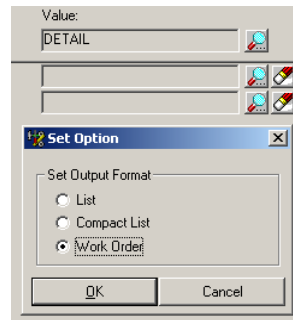 Value:
DETAIL
Set Option
Set Output Format
List
Compact List
Work Order
OK
Cancel